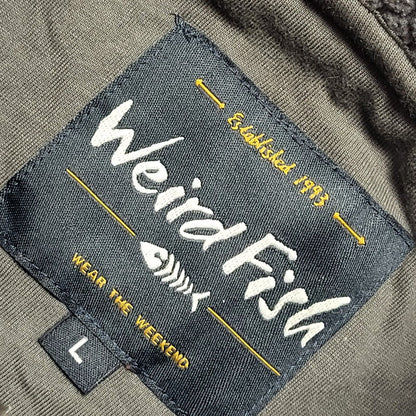 Established 1993
Weird Fish
WEAR THE WEEKEND
L